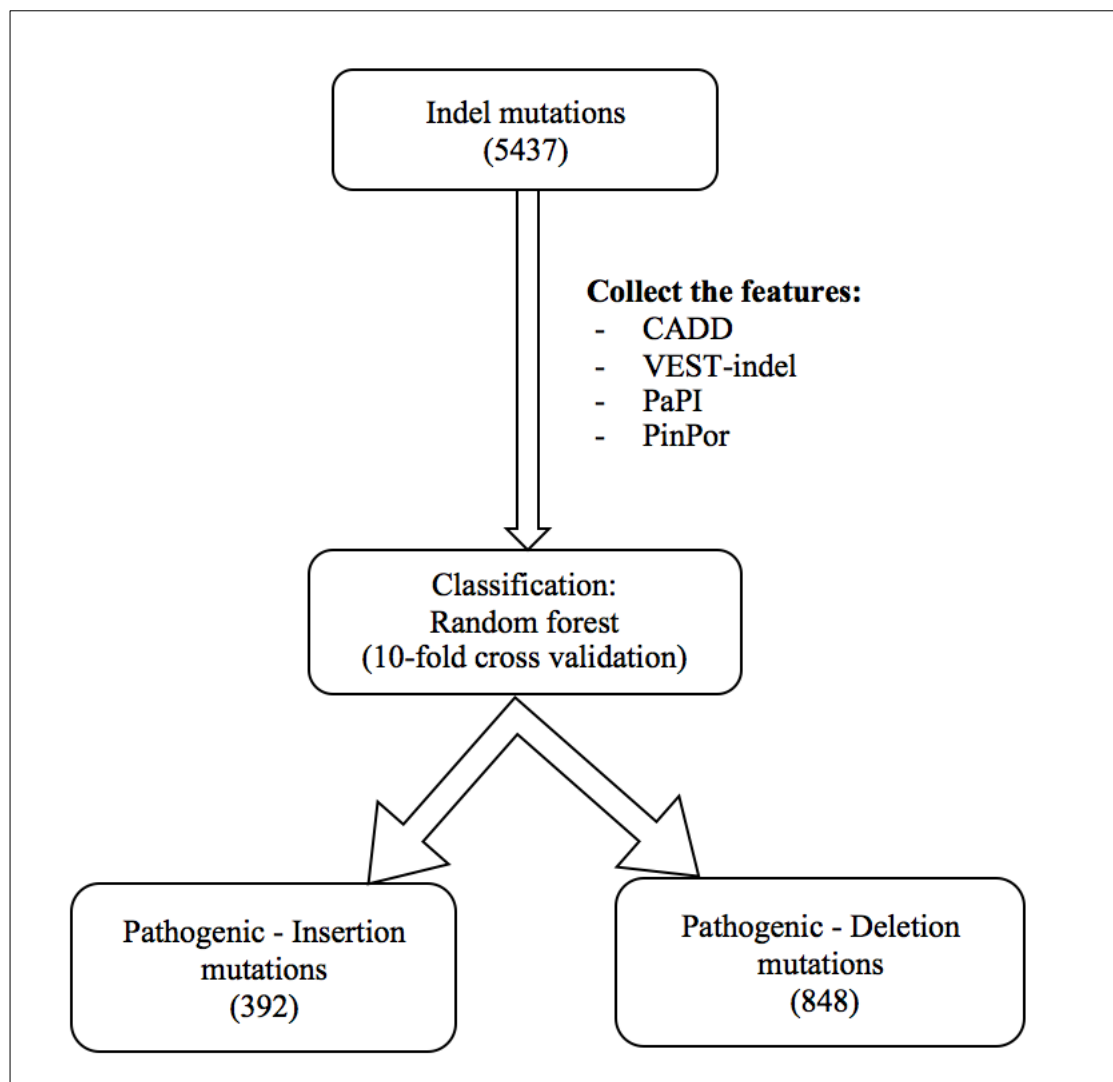 Indel mutations
(5437)
Collect the features:
- CADD
- VEST-indel
- PaPI
- PinPor
Classification:
Random forest
(10-fold cross validation)
Pathogenic - Insertion
mutations
(392)
Pathogenic - Deletion
mutations
(848)